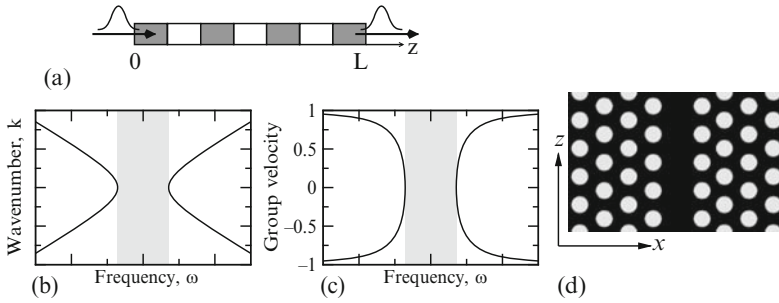 z
0
L
(a)
Wavenumber, k
Frequency, ω
(b)
Group velocity
1
0.5
0
−0.5
−1
Frequency, ω
(c)
z
x
(d)